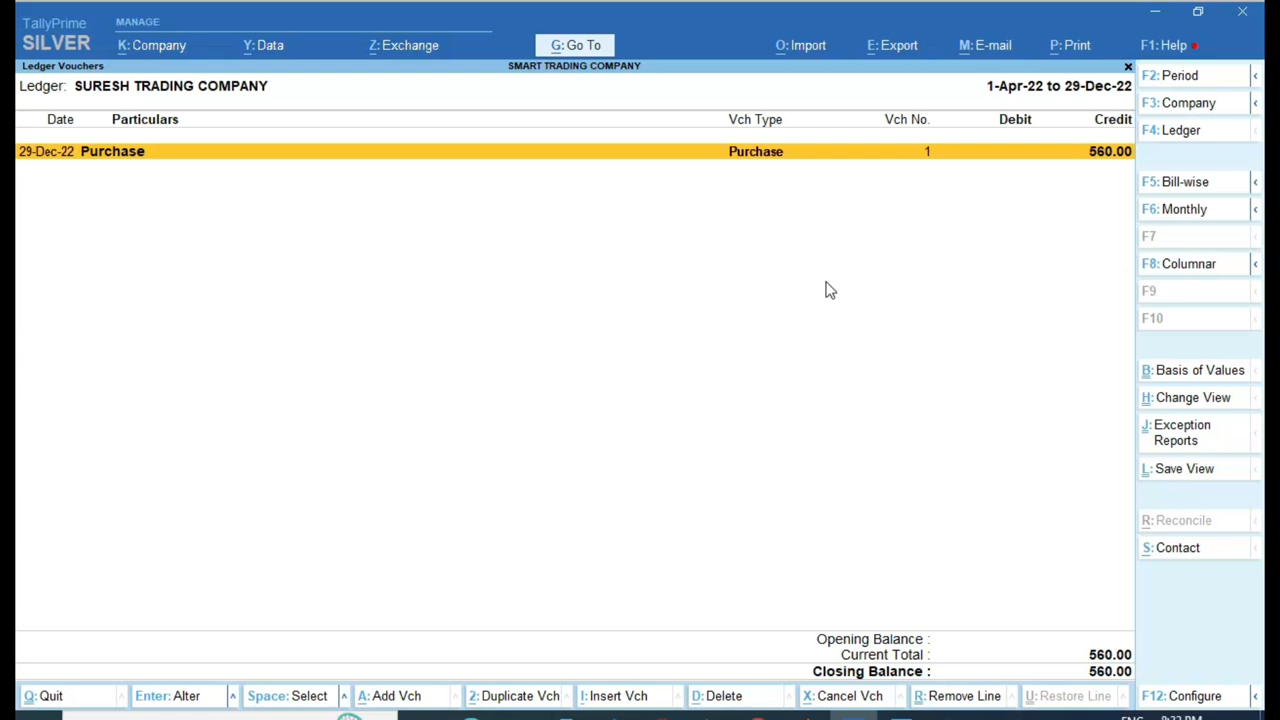 TallyPrime
MANAGE
SILVER
K: Company
Y: Data
Z: Exchange
G: Go To
O: Import
E: Export
M: E-mail
P: Print
F1: Help
Ledger Vouchers
SMART TRADING COMPANY
Ledger: SURESH TRADING COMPANY
1-Apr-22 to 29-Dec-22
Date Particulars Vch Type Vch No. Debit Credit
29-Dec-22 Purchase Purchase 1 560.00
Opening Balance :
Current Total : 560.00
Closing Balance : 560.00
F2: Period
F3: Company
F4: Ledger
F5: Bill-wise
F6: Monthly
F7
F8: Columnar
F9
F10
B: Basis of Values
H: Change View
J: Exception
Reports
L: Save View
R: Reconcile
S: Contact
Q: Quit
Enter: Alter
Space: Select
A: Add Vch
2: Duplicate Vch
I: Insert Vch
D: Delete
X: Cancel Vch
R: Remove Line
U: Restore Line
F12: Configure